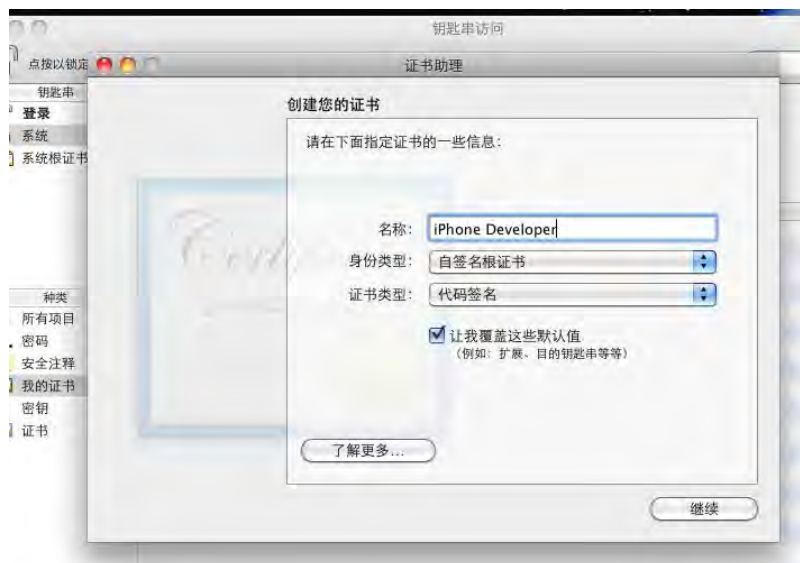 钥匙串访问
点按以锁定
证书助理
钥匙串
登录
系统
系统根证书
创建您的证书
请在下面指定证书的一些信息：
名称： iPhone Developer
身份类型： 自签名根证书
证书类型： 代码签名
让我覆盖这些默认值
（例如：扩展、目的钥匙串等等）
种类
所有项目
密码
安全注释
我的证书
密钥
证书
了解更多...
继续